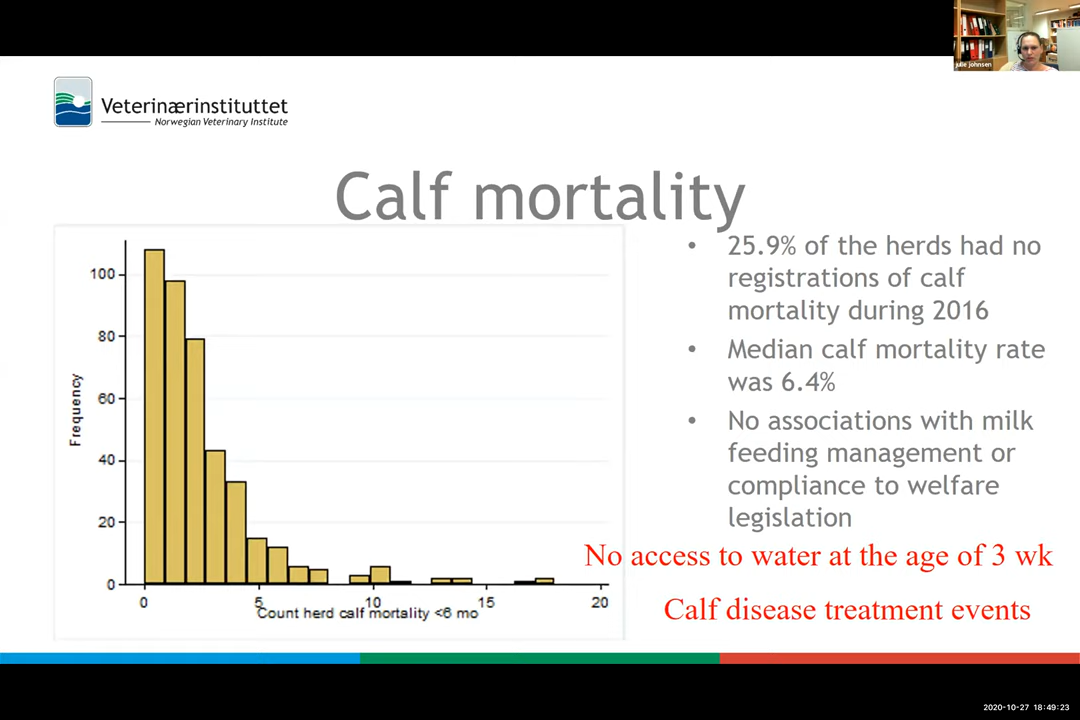 julie johnsen
Veterinærinstituttet
Norwegian Veterinary Institute
Calf mortality
100
80
60
40
20
0
Frequency
0
5
10
15
20
Count herd calf mortality <6 mo
• 25.9% of the herds had no
registrations of calf
mortality during 2016
• Median calf mortality rate
was 6.4%
• No associations with milk
feeding management or
compliance to welfare
legislation
No access to water at the age of 3 wk
Calf disease treatment events
2020-10-27 18:49:23